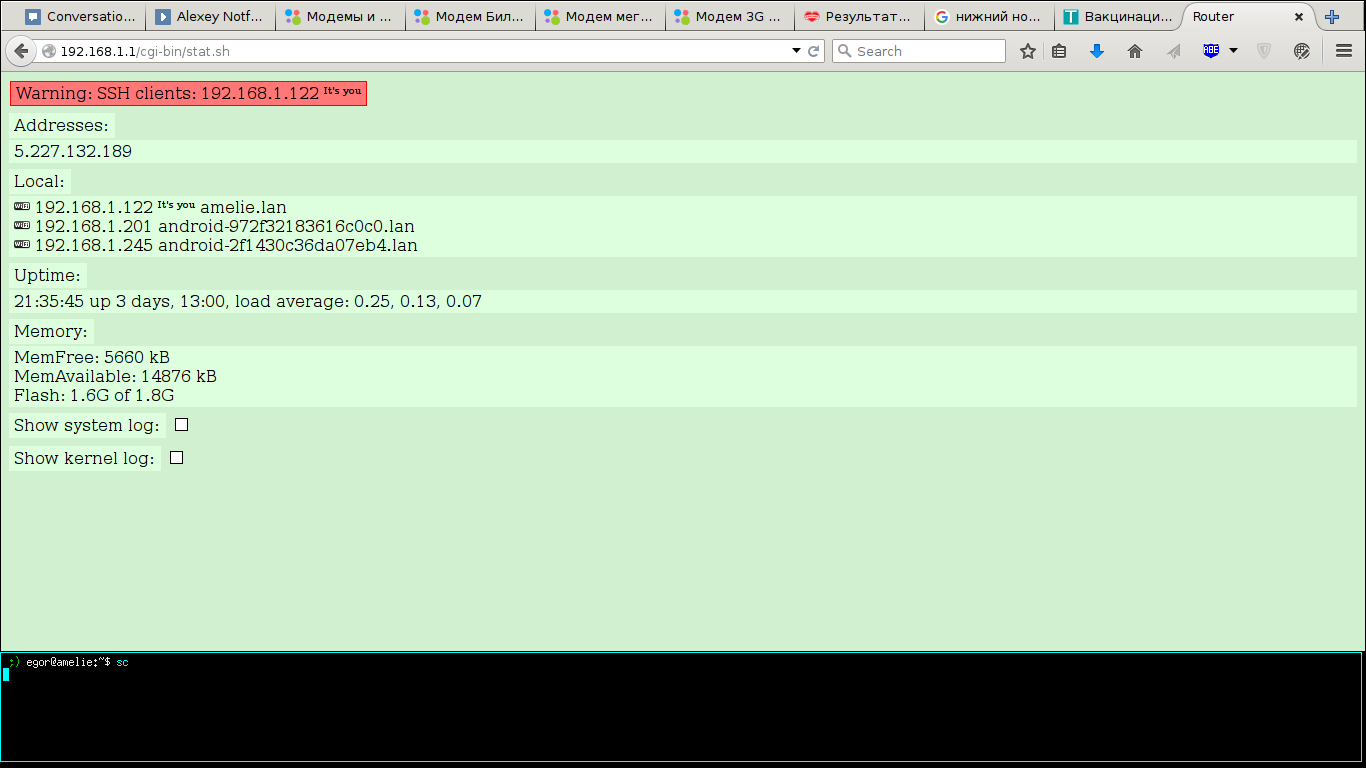 Conversatio...
Alexey Notf...
Модемы и ...
Модем Бил...
Модем мег...
Модем 3G ...
Результат...
нижний но...
Вакцинаци...
Router
192.168.1.1/cgi-bin/stat.sh
Search
ABE
Warning: SSH clients: 192.168.1.122 It's you
Addresses:
5.227.132.189
Local:
WiFi 192.168.1.122 It's you amelie.lan
WiFi 192.168.1.201 android-972f32183616c0c0.lan
WiFi 192.168.1.245 android-2f1430c36da07eb4.lan
Uptime:
21:35:45 up 3 days, 13:00, load average: 0.25, 0.13, 0.07
Memory:
MemFree: 5660 kB
MemAvailable: 14876 kB
Flash: 1.6G of 1.8G
Show system log:
Show kernel log:
;) egor@amelie:~$ sc